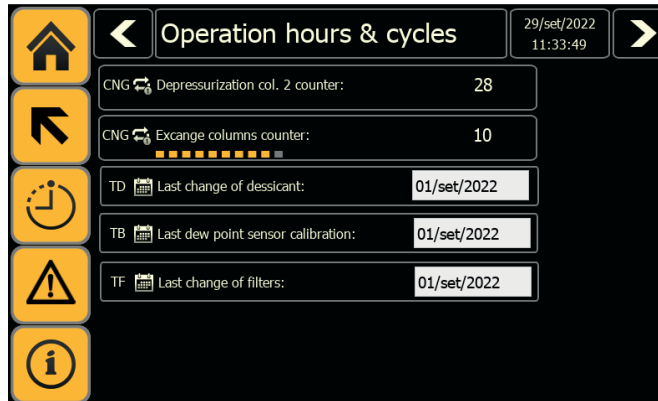 Operation hours & cycles
29/set/2022
11:33:49
CNG Depressurization col. 2 counter: 28
CNG Excange columns counter: 10
TD Last change of dessicant: 01/set/2022
TB Last dew point sensor calibration: 01/set/2022
TF Last change of filters: 01/set/2022